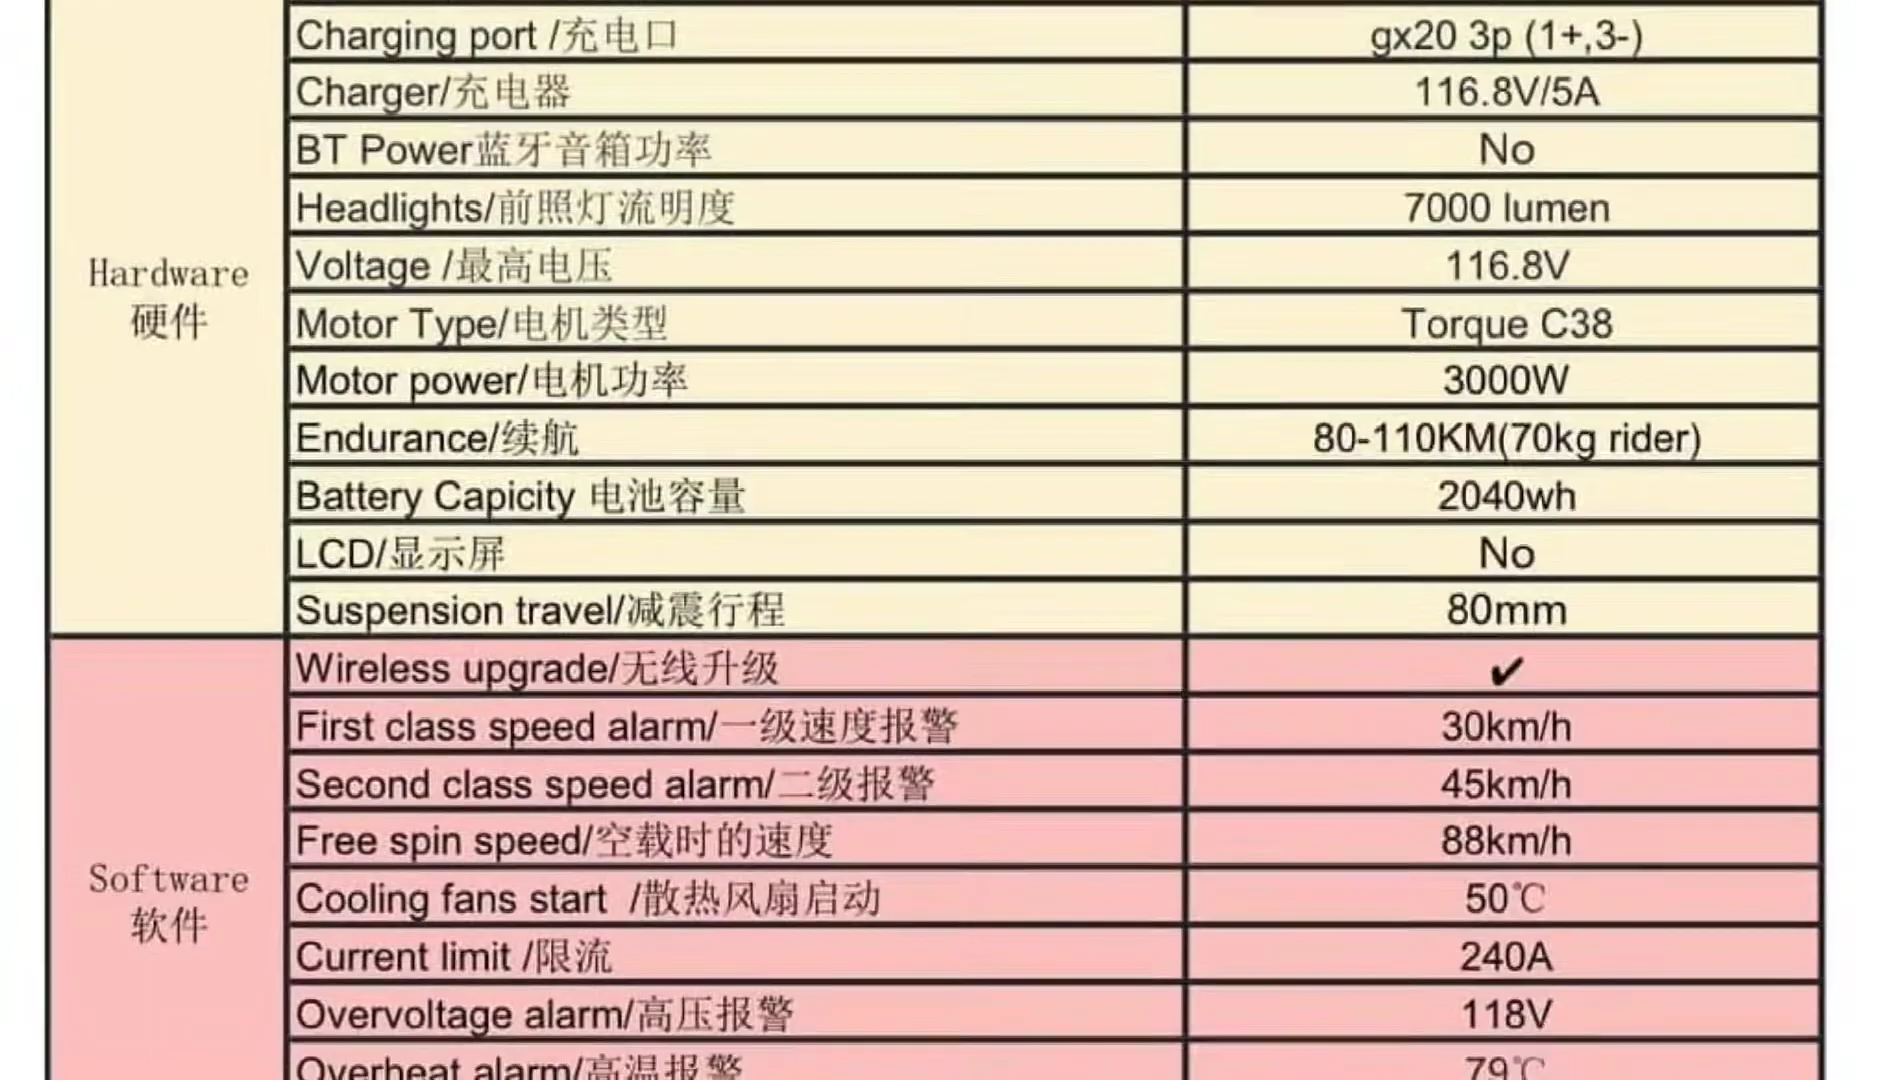 Charging port /充电口 gx20 3p (1+,3-)
Charger/充电器 116.8V/5A
BT Power蓝牙音箱功率 No
Headlights/前照灯流明度 7000 lumen
Voltage /最高电压 116.8V
Hardware
硬件
Motor Type/电机类型 Torque C38
Motor power/电机功率 3000W
Endurance/续航 80-110KM(70kg rider)
Battery Capicity 电池容量 2040wh
LCD/显示屏 No
Suspension travel/减震行程 80mm
Wireless upgrade/无线升级 ✔
First class speed alarm/一级速度报警 30km/h
Second class speed alarm/二级报警 45km/h
Free spin speed/空载时的速度 88km/h
Software
软件
Cooling fans start /散热风扇启动 50℃
Current limit /限流 240A
Overvoltage alarm/高压报警 118V
Overheat alarm/高温报警 79℃